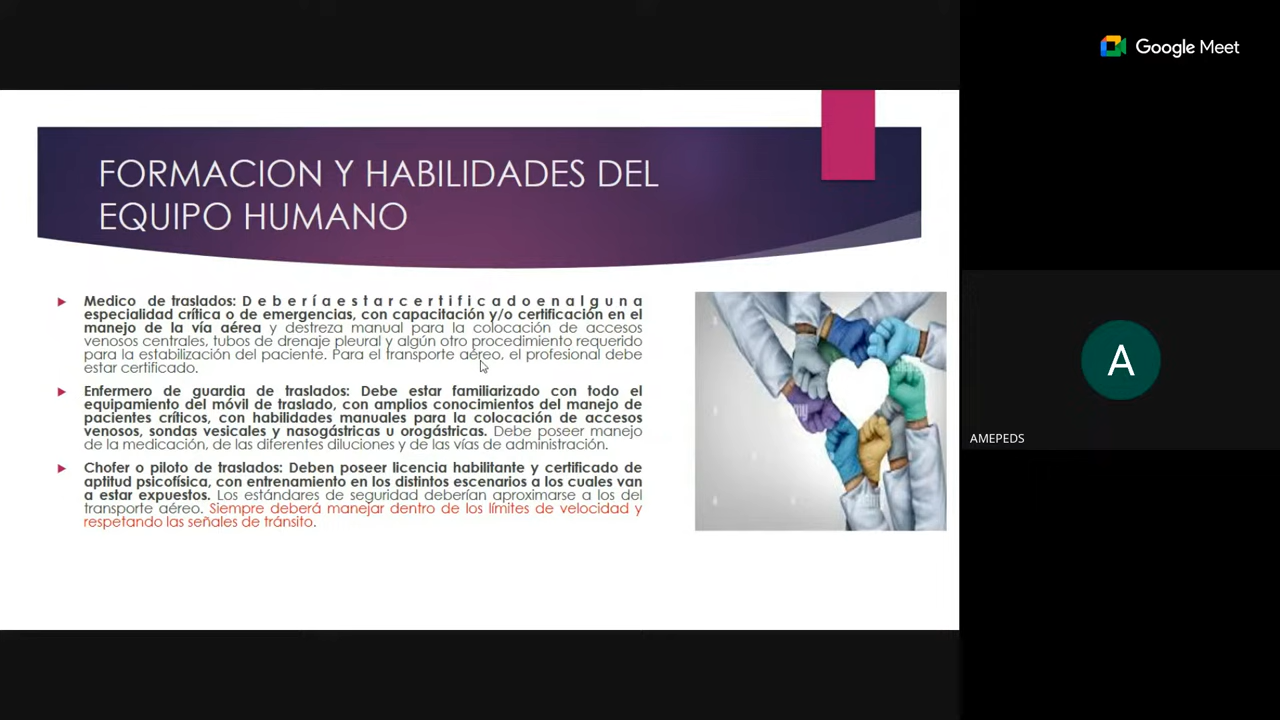 Google Meet
FORMACION Y HABILIDADES DEL
EQUIPO HUMANO
Medico de traslados: D e b e r í a e s t a r c e r t i f i c a d o e n a l g u n a
especialidad crítica o de emergencias, con capacitación y/o certificación en el
manejo de la vía aérea y destreza manual para la colocación de accesos
venosos centrales, tubos de drenaje pleural y algún otro procedimiento requerido
para la estabilización del paciente. Para el transporte aéreo, el profesional debe
estar certificado.
Enfermero de guardia de traslados: Debe estar familiarizado con todo el
equipamiento del móvil de traslado, con amplios conocimientos del manejo de
pacientes críticos, con habilidades manuales para la colocación de accesos
venosos, sondas vesicales y nasogástricas u orogástricas. Debe poseer manejo
de la medicación, de las diferentes diluciones y de las vías de administración.
Chofer o piloto de traslados: Deben poseer licencia habilitante y certificado de
aptitud psicofísica, con entrenamiento en los distintos escenarios a los cuales van
a estar expuestos. Los estándares de seguridad deberían aproximarse a los del
transporte aéreo. Siempre deberá manejar dentro de los límites de velocidad y
respetando las señales de tránsito.
A
AMEPEDS